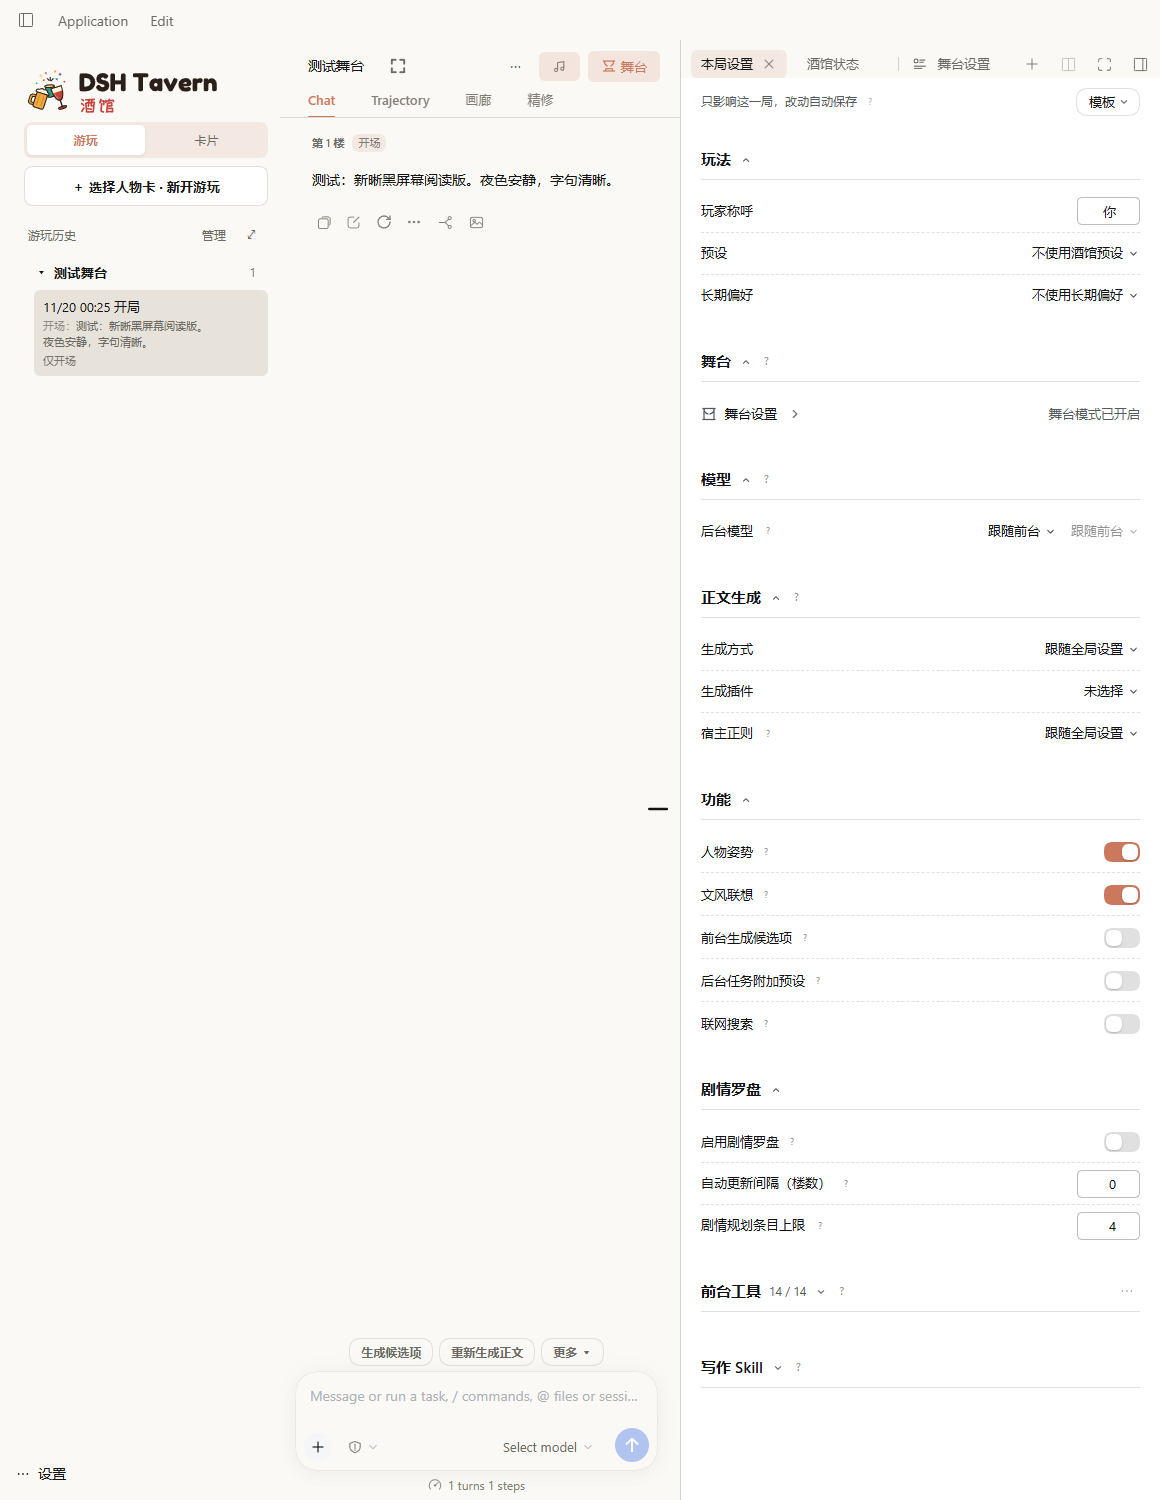 Application Edit
DSH Tavern
酒馆
游玩 卡片
+ 选择人物卡 · 新开游玩
游玩历史 管理
测试舞台 1
11/20 00:25 开局
开场：测试：新晰黑屏幕阅读版。
夜色安静，字句清晰。
仅开场
... 设置
测试舞台 ... 舞台
Chat Trajectory 画廊 精修
第 1 楼 开场
测试：新晰黑屏幕阅读版。夜色安静，字句清晰。
生成候选项 重新生成正文 更多
Message or run a task, / commands, @ files or sessi...
Select model
1 turns 1 steps
本局设置 酒馆状态 舞台设置
只影响这一局，改动自动保存 ? 模板
玩法
玩家称呼 你
预设 不使用酒馆预设
长期偏好 不使用长期偏好
舞台 ?
舞台设置 舞台模式已开启
模型 ?
后台模型 ? 跟随前台 跟随前台
正文生成 ?
生成方式 跟随全局设置
生成插件 未选择
宿主正则 ? 跟随全局设置
功能
人物姿势 ?
文风联想 ?
前台生成候选项 ?
后台任务附加预设 ?
联网搜索 ?
剧情罗盘
启用剧情罗盘 ?
自动更新间隔（楼数） ? 0
剧情规划条目上限 ? 4
前台工具 14 / 14 ? ...
写作 Skill ?